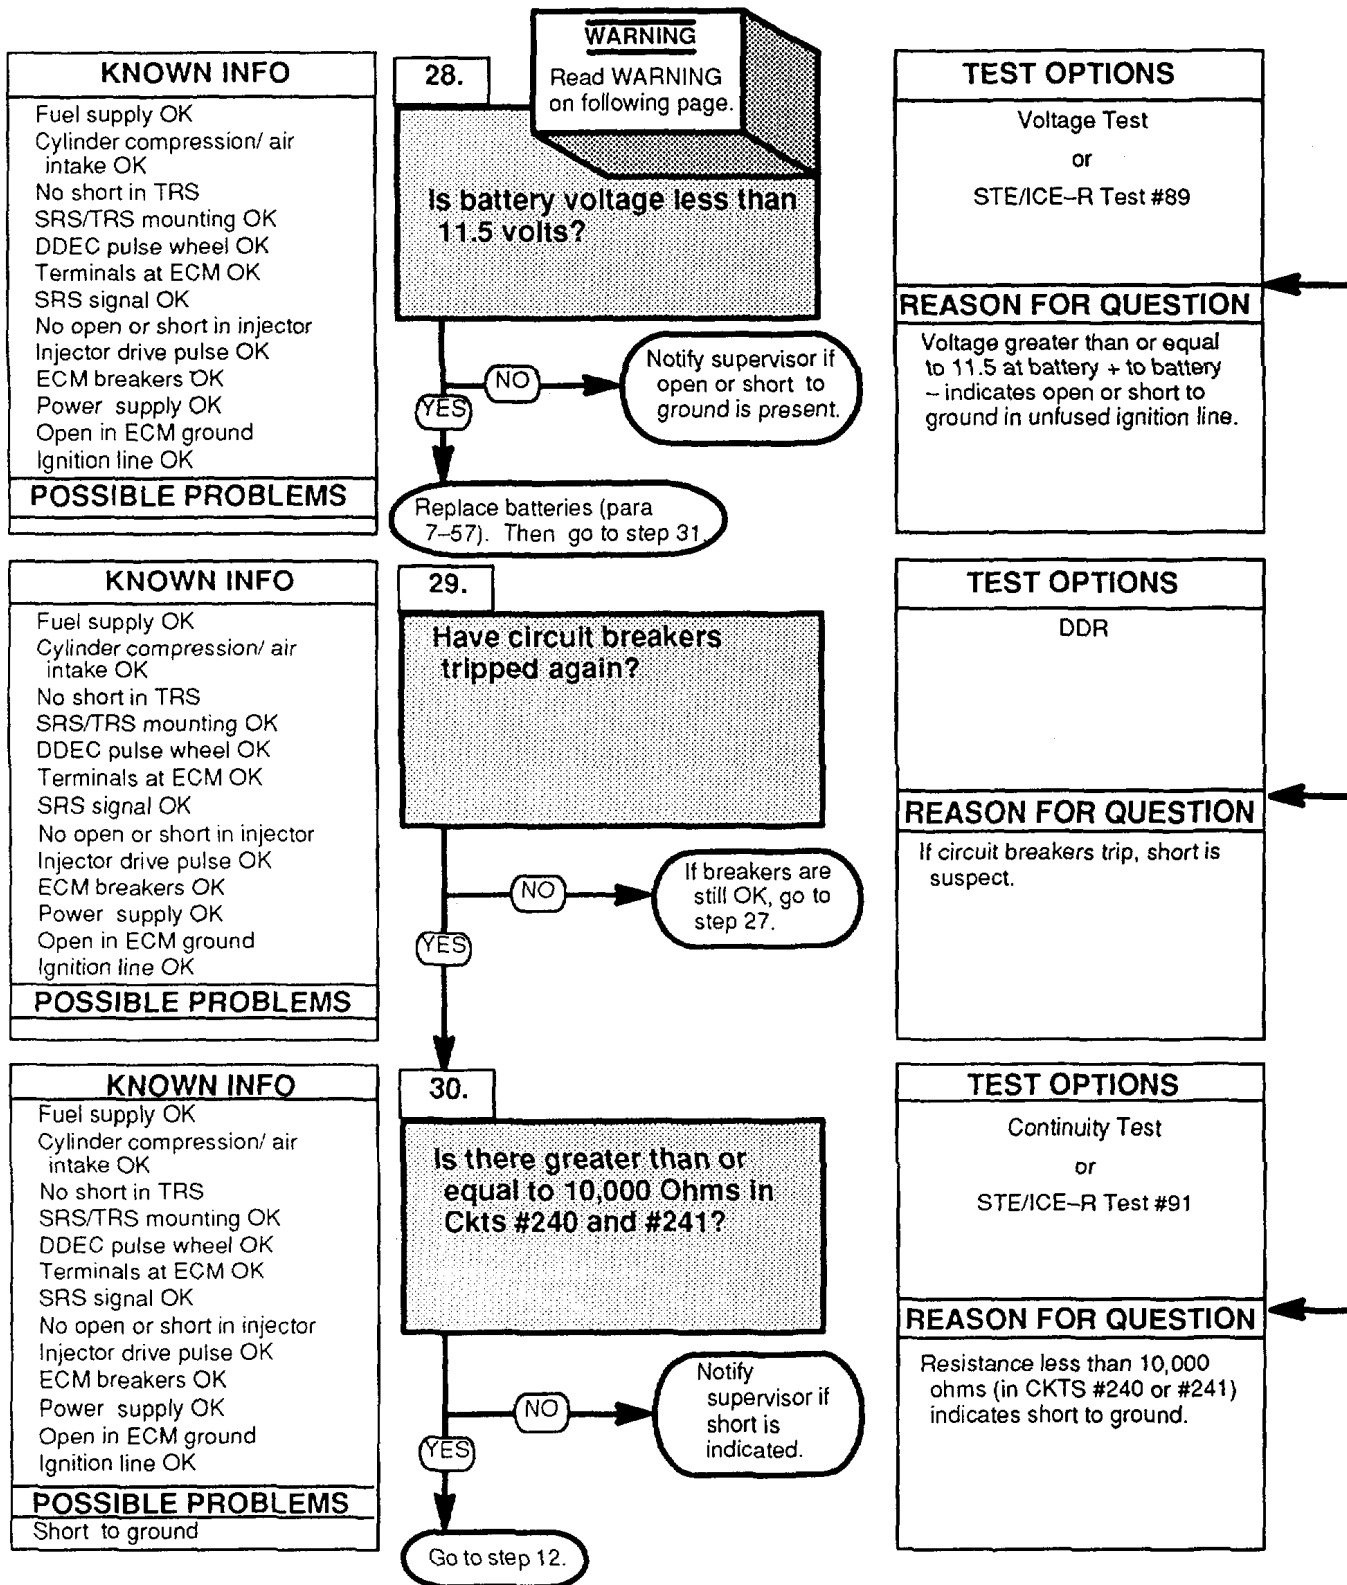 KNOWN INFO
Fuel supply OK
Cylinder compression/ air
intake OK
No short in TRS
SRS/TRS mounting OK
DDEC pulse wheel OK
Terminals at ECM OK
SRS signal OK
No open or short in injector
Injector drive pulse OK
ECM breakers OK
Power supply OK
Open in ECM ground
Ignition line OK
POSSIBLE PROBLEMS
28.
WARNING
Read WARNING
on following page.
Is battery voltage less than
11.5 volts?
NO
Notify supervisor if
open or short to
ground is present.
YES
Replace batteries (para
7–57). Then go to step 31.
TEST OPTIONS
Voltage Test
or
STE/ICE–R Test #89
REASON FOR QUESTION
Voltage greater than or equal
to 11.5 at battery + to battery
– indicates open or short to
ground in unfused ignition line.
KNOWN INFO
Fuel supply OK
Cylinder compression/ air
intake OK
No short in TRS
SRS/TRS mounting OK
DDEC pulse wheel OK
Terminals at ECM OK
SRS signal OK
No open or short in injector
Injector drive pulse OK
ECM breakers OK
Power supply OK
Open in ECM ground
Ignition line OK
POSSIBLE PROBLEMS
29.
Have circuit breakers
tripped again?
NO
If breakers are
still OK, go to
step 27.
YES
TEST OPTIONS
DDR
REASON FOR QUESTION
If circuit breakers trip, short is
suspect.
KNOWN INFO
Fuel supply OK
Cylinder compression/ air
intake OK
No short in TRS
SRS/TRS mounting OK
DDEC pulse wheel OK
Terminals at ECM OK
SRS signal OK
No open or short in injector
Injector drive pulse OK
ECM breakers OK
Power supply OK
Open in ECM ground
Ignition line OK
POSSIBLE PROBLEMS
Short to ground
30.
Is there greater than or
equal to 10,000 Ohms in
Ckts #240 and #241?
NO
Notify
supervisor if
short is
indicated.
YES
Go to step 12.
TEST OPTIONS
Continuity Test
or
STE/ICE–R Test #91
REASON FOR QUESTION
Resistance less than 10,000
ohms (in CKTS #240 or #241)
indicates short to ground.